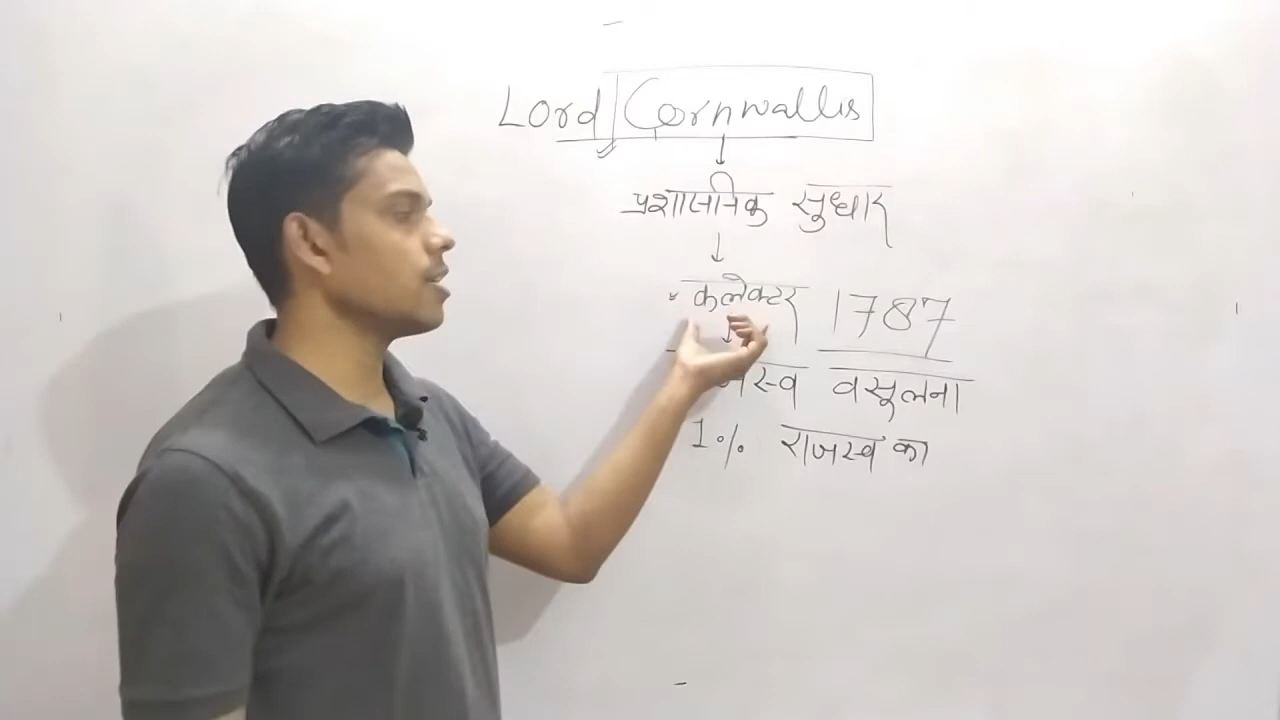 Lord Cornwallis
प्रशासनिक सुधार
कलेक्टर 1787
वसूलना
1% राजस्व का